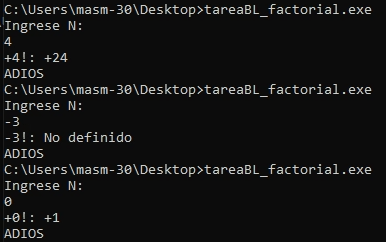 C:\Users\masm-30\Desktop>tareaBL_factorial.exe
Ingrese N:
4
+4!: +24
ADIOS
C:\Users\masm-30\Desktop>tareaBL_factorial.exe
Ingrese N:
-3
-3!: No definido
ADIOS
C:\Users\masm-30\Desktop>tareaBL_factorial.exe
Ingrese N:
0
+0!: +1
ADIOS